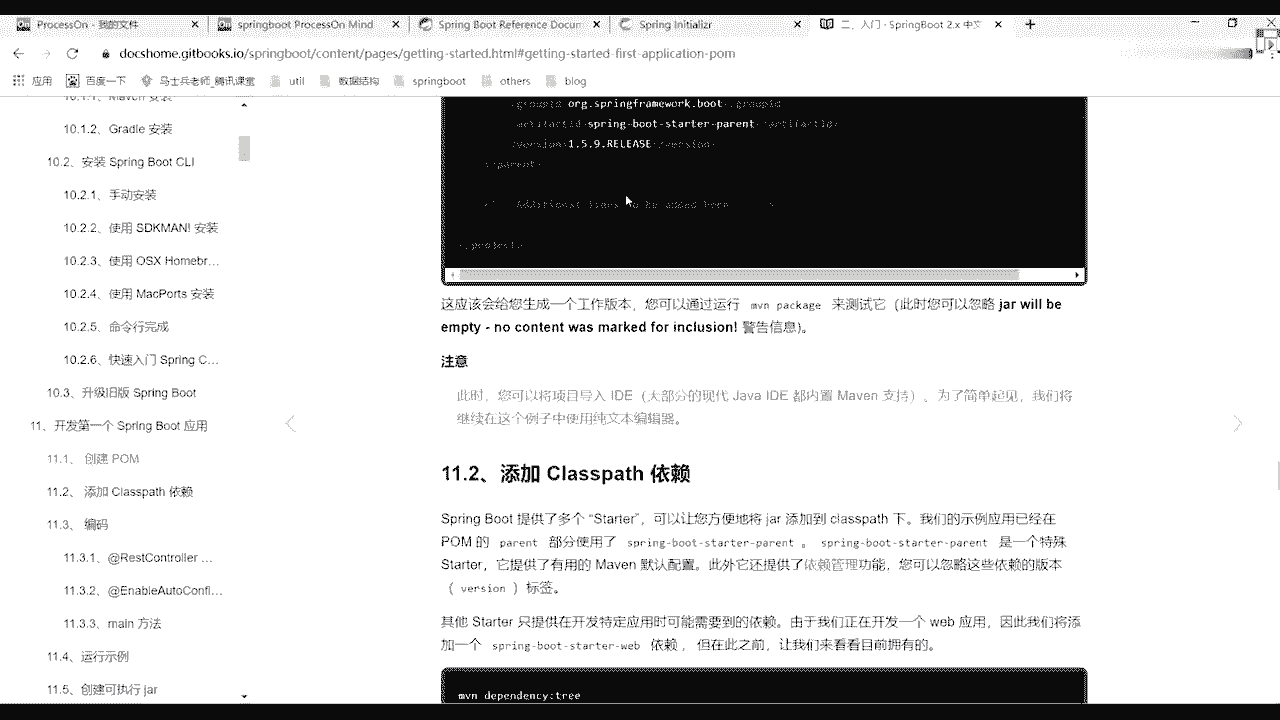 ProcessOn - 我的文件
springboot ProcessOn Mind
Spring Boot Reference Docum
Spring Initializr
二、入门 · SpringBoot 2.x 中文
docshome.gitbooks.io/springboot/content/pages/getting-started.html#getting-started-first-application-pom
应用
百度一下
马士兵老师_腾讯课堂
util
数据结构
springboot
others
blog
10.1.1、Maven 安装
10.1.2、Gradle 安装
10.2、安装 Spring Boot CLI
10.2.1、手动安装
10.2.2、使用 SDKMAN! 安装
10.2.3、使用 OSX Homebr…
10.2.4、使用 MacPorts 安装
10.2.5、命令行完成
10.2.6、快速入门 Spring C…
10.3、升级旧版 Spring Boot
11、开发第一个 Spring Boot 应用
11.1、 创建 POM
11.2、 添加 Classpath 依赖
11.3、 编码
11.3.1、@RestController …
11.3.2、@EnableAutoConfi…
11.3.3、main 方法
11.4、运行示例
11.5、创建可执行 jar
groupId org.springframework.boot groupId
artifactId spring-boot-starter-parent artifactId
version 1.5.9.RELEASE version
parent
Additional lines to be added here
project
这应该会给您生成一个工作版本，您可以通过运行 mvn package 来测试它（此时您可以忽略 jar will be
empty - no content was marked for inclusion! 警告信息）。
注意
此时，您可以将项目导入 IDE（大部分的现代 Java IDE 都内置 Maven 支持）。为了简单起见，我们将
继续在这个例子中使用纯文本编辑器。
11.2、添加 Classpath 依赖
Spring Boot 提供了多个 “Starter”，可以让您方便地将 jar 添加到 classpath 下。我们的示例应用已经在
POM 的 parent 部分使用了 spring-boot-starter-parent 。 spring-boot-starter-parent 是一个特殊
Starter，它提供了有用的 Maven 默认配置。此外它还提供了依赖管理功能，您可以忽略这些依赖的版本
（ version ）标签。
其他 Starter 只提供在开发特定应用时可能需要到的依赖。由于我们正在开发一个 web 应用，因此我们将添
加一个 spring-boot-starter-web 依赖 ，但在此之前，让我们来看看目前拥有的。
mvn dependency:tree